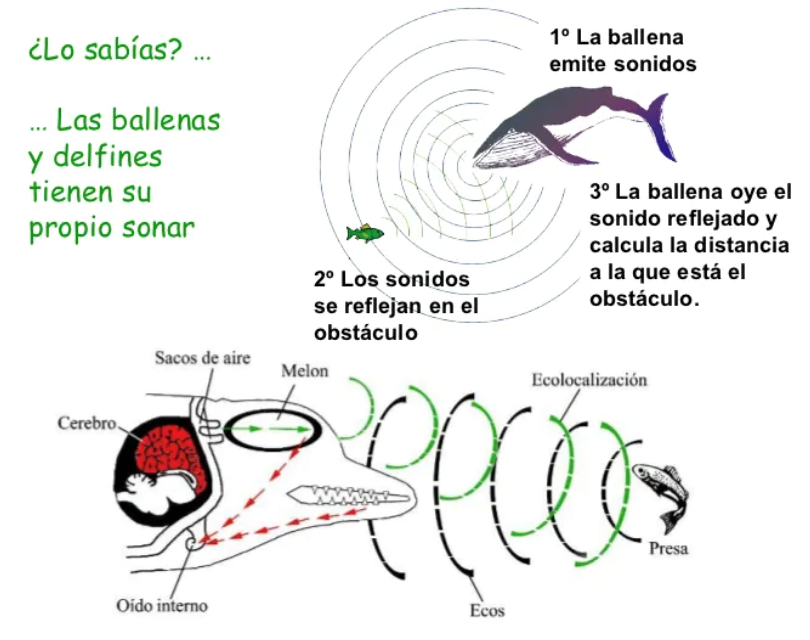 ¿Lo sabías? ...
... Las ballenas
y delfines
tienen su
propio sonar
1º La ballena
emite sonidos
3º La ballena oye el
sonido reflejado y
calcula la distancia
a la que está el
obstáculo.
2º Los sonidos
se reflejan en el
obstáculo
Sacos de aire
Melon
Ecolocalización
Cerebro
Presa
Oído interno
Ecos